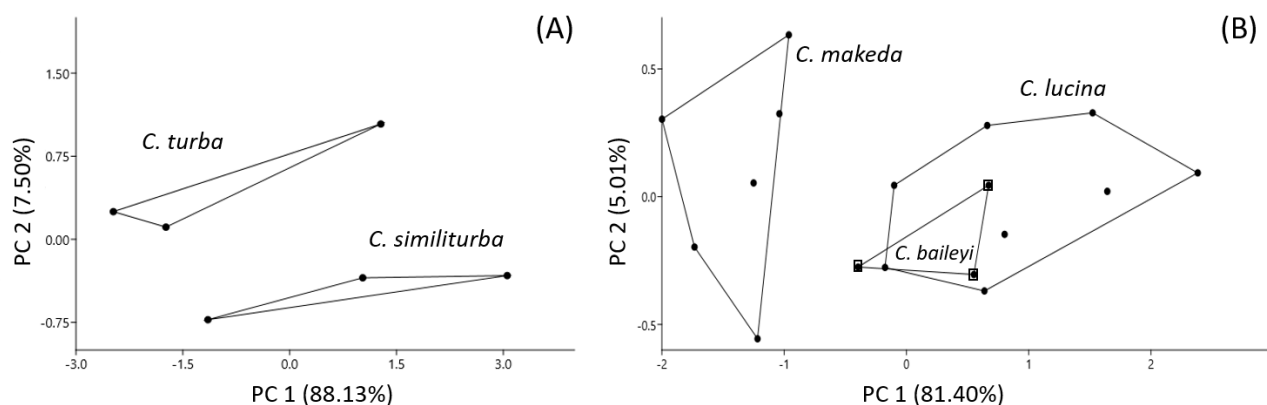 (A)
C. turba
C. similiturba
1.50
0.75
0.00
-0.75
PC 2 (7.50%)
-3.0 -1.5 0.0 1.5 3.0
PC 1 (88.13%)
(B)
C. makeda
C. lucina
C. baileyi
0.5
0.0
-0.5
PC 2 (5.01%)
-2 -1 0 1 2
PC 1 (81.40%)